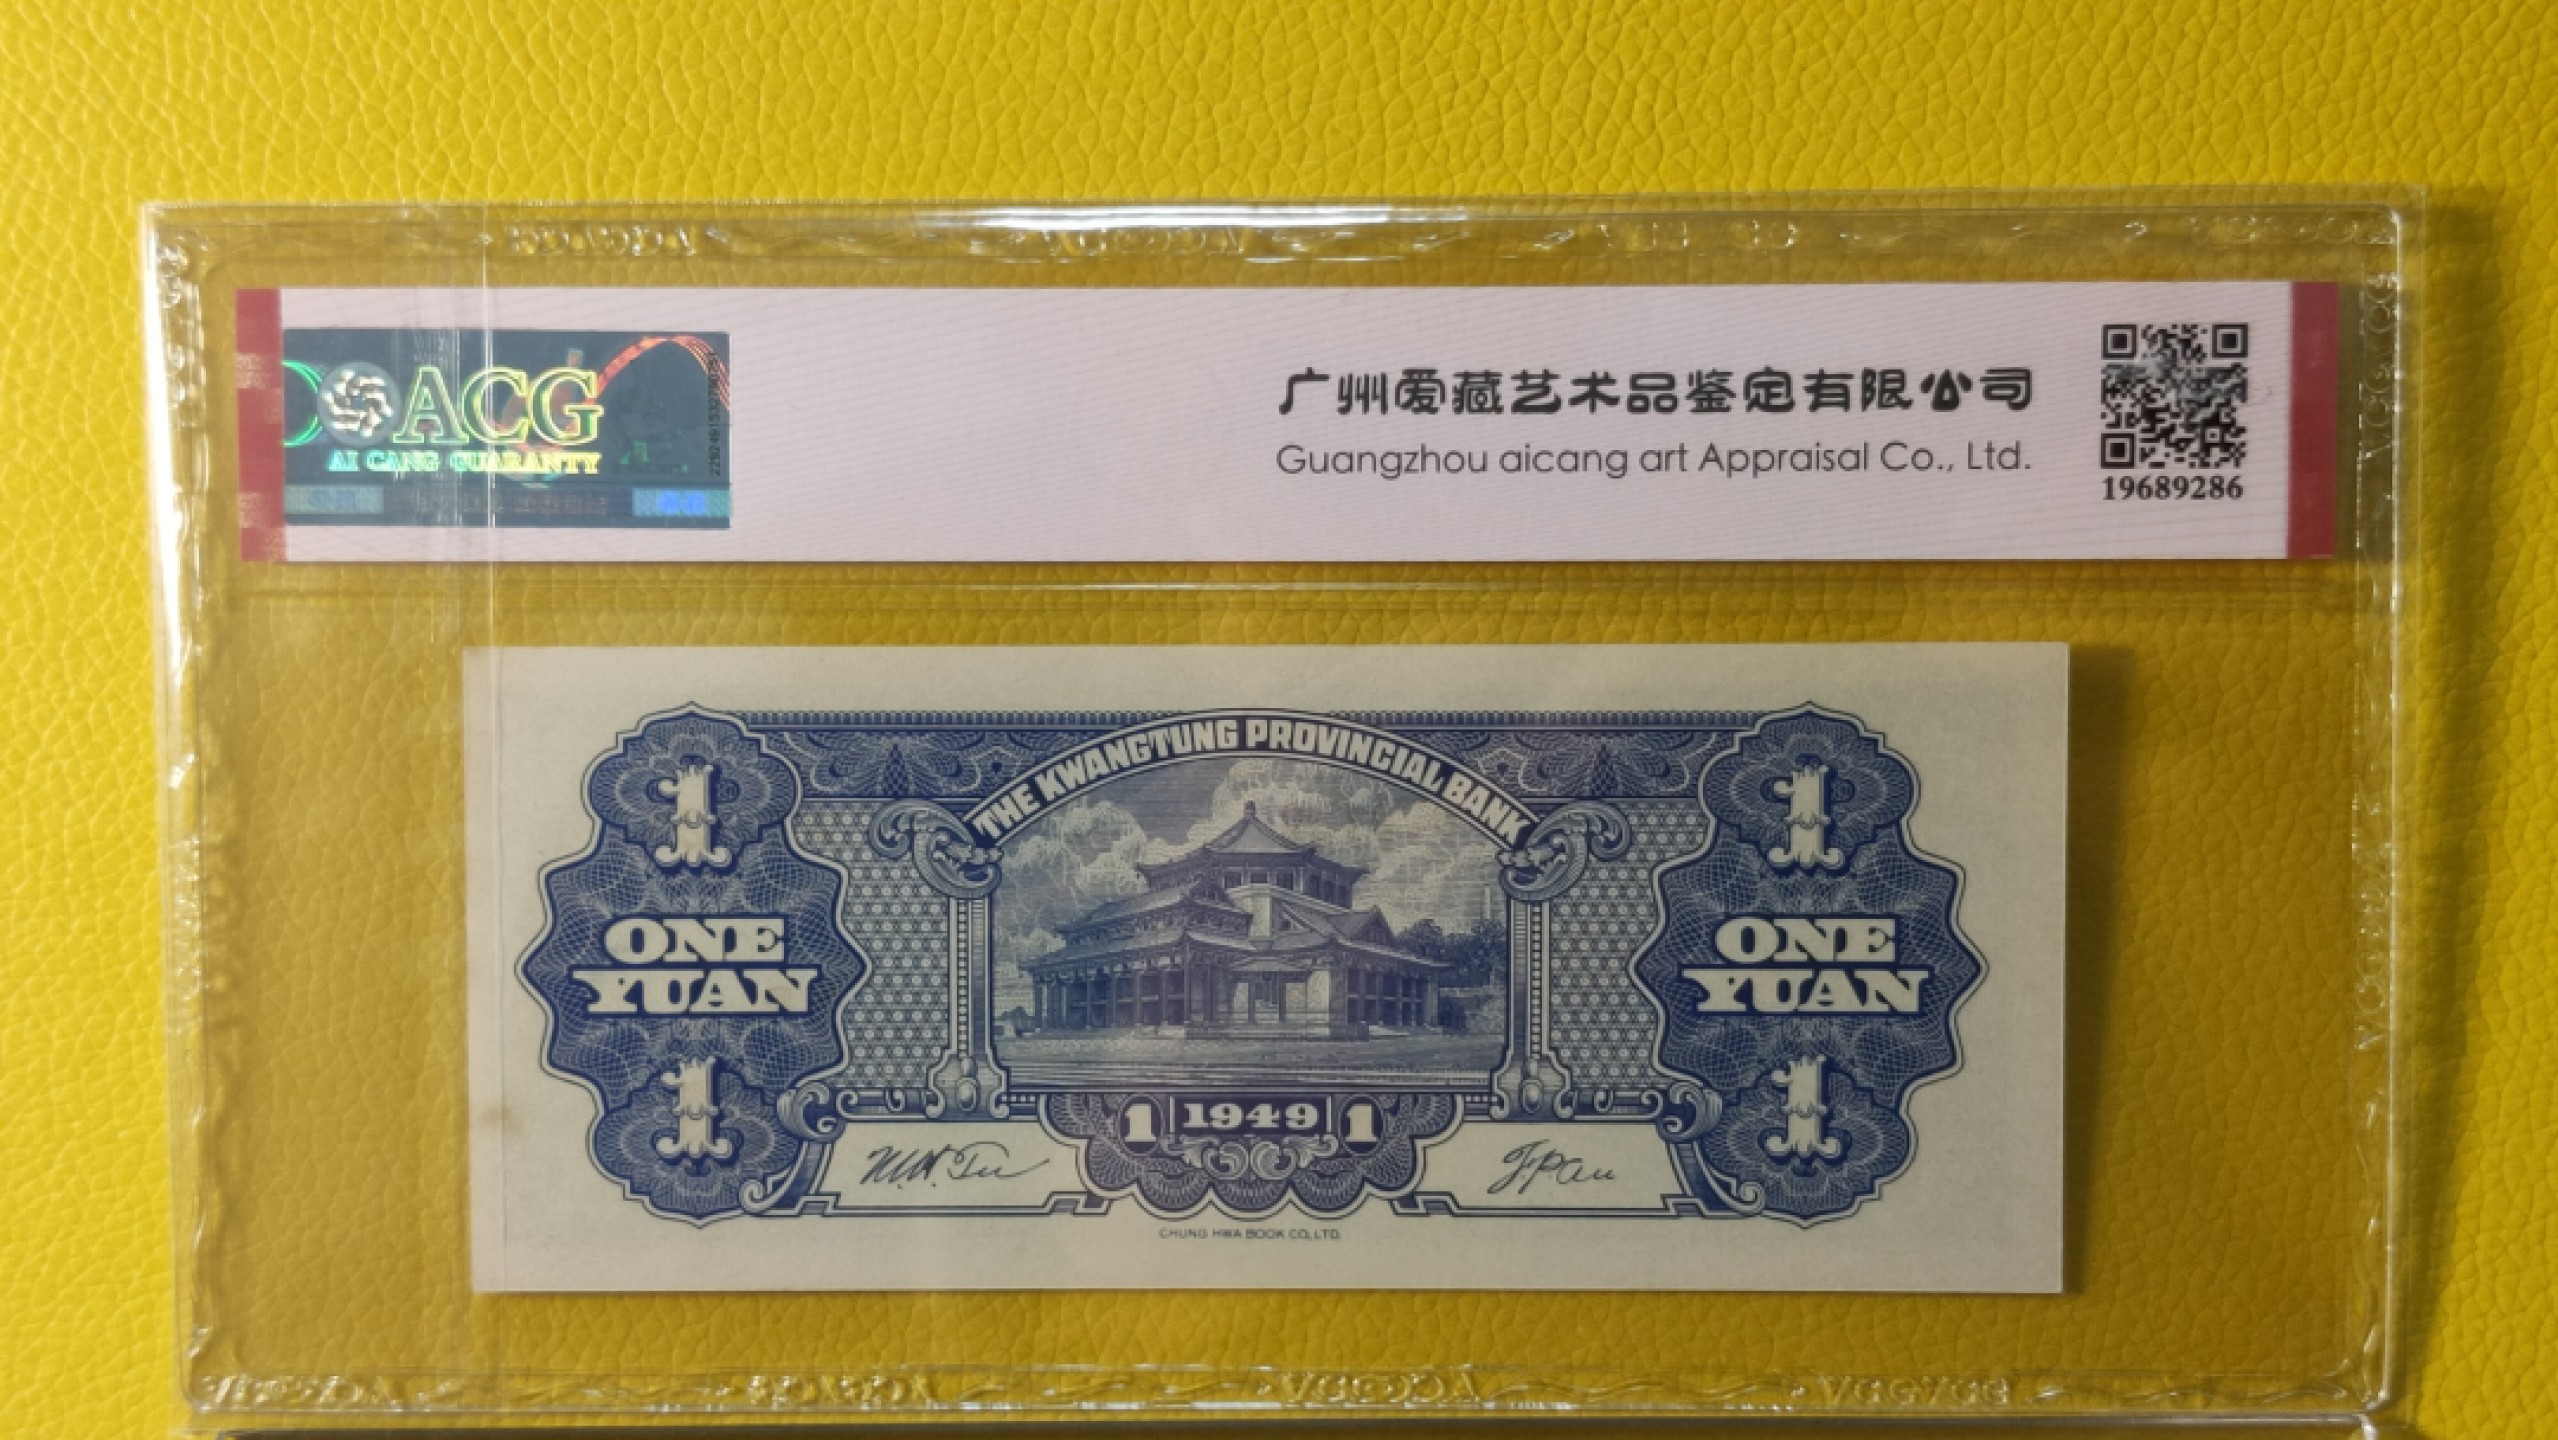 ACG
AI CANG GUARANTY
广州爱藏艺术品鉴定有限公司
Guangzhou aicang art Appraisal Co., Ltd.
19689286
THE KWANGTUNG PROVINCIAL BANK
1
1
ONE
YUAN
ONE
YUAN
1
1
1 1949 1
CHUNG HWA BOOK CO., LTD.